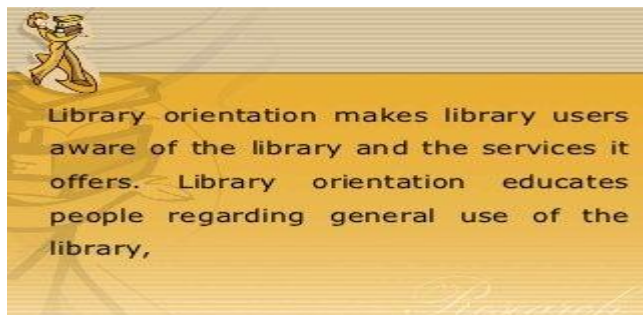 Library orientation makes library users
aware of the library and the services it
offers. Library orientation educates
people regarding general use of the
library,
Research